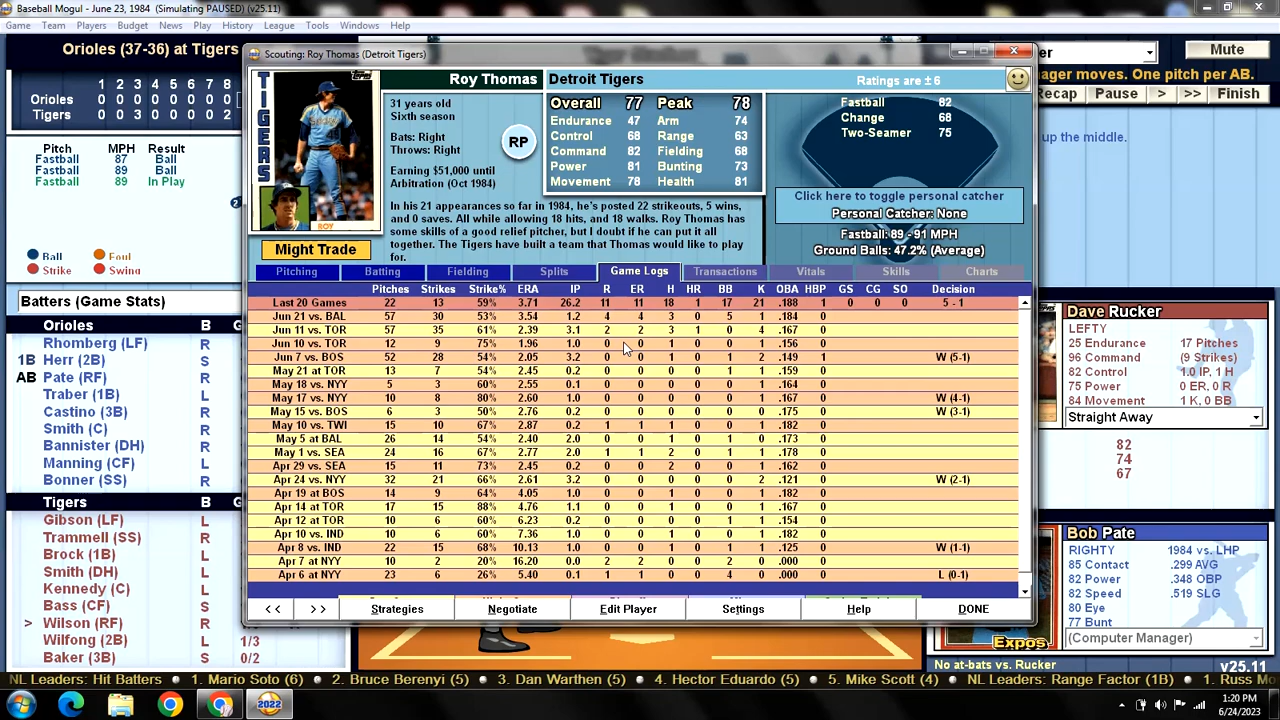 Baseball Mogul - June 23, 1984 (Simulating PAUSED) (v25.11)
Game Team Players Budget News Play History League Tools Windows Help
Orioles (37-36) at Tigers
1 2 3 4 5 6 7 8
Orioles 0 0 0 0 0 0 0 0
Tigers 0 0 3 0 0 0 0 2
Pitch MPH Result
Fastball 87 Ball
Fastball 89 Ball
Fastball 89 In Play
Ball Foul
Strike Swing
Batters (Game Stats)
Orioles B
Rhomberg (LF) R
1B Herr (2B) S
AB Pate (RF) R
Traber (1B) L
Castino (3B) R
Smith (C) L
Bannister (DH) R
Manning (CF) L
Bonner (SS) R
Tigers B
Gibson (LF) L
Trammell (SS) R
Brock (1B) L
Smith (DH) L
Kennedy (C) L
Bass (CF) S
> Wilson (RF) R
Wilfong (2B) L 1/3
Baker (3B) S 0/2
Scouting: Roy Thomas (Detroit Tigers)
TIGERS
Topps
ROY
Roy Thomas
31 years old
Sixth season
Bats: Right
Throws: Right
Earning $51,000 until
Arbitration (Oct 1984)
RP
Detroit Tigers
Overall 77 Peak 78
Endurance 47 Arm 74
Control 68 Range 63
Command 82 Fielding 68
Power 81 Bunting 73
Movement 78 Health 81
Ratings are ± 6
Fastball 82
Change 68
Two-Seamer 75
Click here to toggle personal catcher
Personal Catcher: None
Fastball: 89 - 91 MPH
Ground Balls: 47.2% (Average)
In his 21 appearances so far in 1984, he's posted 22 strikeouts, 5 wins,
and 0 saves. All while allowing 18 hits, and 18 walks. Roy Thomas has
some skills of a good relief pitcher, but I doubt if he can put it all
together. The Tigers have built a team that Thomas would like to play
for.
Might Trade
Pitching Batting Fielding Splits Game Logs Transactions Vitals Skills Charts
Pitches Strikes Strike% ERA IP R ER H HR BB K OBA HBP GS CG SO Decision
Last 20 Games 22 13 59% 3.71 26.2 11 11 18 1 17 21 .188 1 0 0 0 5 - 1
Jun 21 vs. BAL 57 30 53% 3.54 1.2 4 4 3 0 5 1 .184 0
Jun 11 vs. TOR 57 35 61% 2.39 3.1 2 2 3 1 0 4 .167 0
Jun 10 vs. TOR 12 9 75% 1.96 1.0 0 0 1 0 0 0 .156 0
Jun 7 vs. BOS 52 28 54% 2.05 3.2 0 0 1 0 1 2 .149 1 W (5-1)
May 21 at TOR 13 7 54% 2.45 0.2 0 0 0 0 1 1 .159 0
May 18 vs. NYY 5 3 60% 2.55 0.1 0 0 0 0 0 1 .164 0
May 17 vs. NYY 10 8 80% 2.60 1.0 0 0 0 0 0 1 .167 0 W (4-1)
May 15 vs. BOS 6 3 50% 2.76 0.2 0 0 0 0 0 0 .175 0 W (3-1)
May 10 vs. TWI 15 10 67% 2.87 0.2 1 1 1 0 0 1 .182 0
May 5 at BAL 26 14 54% 2.40 2.0 0 0 1 0 1 0 .173 0
May 1 vs. SEA 24 16 67% 2.77 2.0 1 1 2 0 0 1 .178 0
Apr 29 vs. SEA 15 11 73% 2.45 0.2 0 0 2 0 0 1 .162 0
Apr 24 vs. NYY 32 21 66% 2.61 3.2 0 0 0 0 0 2 .121 0 W (2-1)
Apr 19 at BOS 14 9 64% 4.05 1.0 0 0 1 0 0 1 .182 0
Apr 14 at TOR 17 15 88% 4.76 1.1 0 0 1 0 0 1 .167 0
Apr 12 at TOR 10 6 60% 6.23 0.2 0 0 0 0 1 1 .154 0
Apr 10 vs. IND 10 6 60% 7.36 1.0 0 0 1 0 0 0 .182 0
Apr 8 vs. IND 22 15 68% 10.13 1.0 0 0 1 0 1 1 .125 0 W (1-1)
Apr 7 at NYY 10 2 20% 16.20 0.0 2 2 0 0 2 0 .000 0
Apr 6 at NYY 23 6 26% 5.40 0.1 1 1 0 0 4 0 .000 0 L (0-1)
<< >> Strategies Negotiate Edit Player Settings Help DONE
Mute
anager moves. One pitch per AB.
ecap Pause > >> Finish
up the middle.
Dave Rucker
LEFTY
25 Endurance 17 Pitches
96 Command (9 Strikes)
82 Control 1.0 IP, 1 H
75 Power 0 ER, 0 R
84 Movement 1 K, 0 BB
Straight Away
82
74
67
Bob Pate
RIGHTY 1984 vs. LHP
85 Contact .299 AVG
82 Power .348 OBP
82 Speed .519 SLG
80 Eye
77 Bunt
(Computer Manager)
Expos
No at-bats vs. Rucker v25.11
NL Leaders: Hit Batters • 1. Mario Soto (6) • 2. Bruce Berenyi (5) • 3. Dan Warthen (5) • 4. Hector Eduardo (5) • 5. Mike Scott (4) • NL Leaders: Range Factor (1B) • 1. Russ Mo
2022
1:20 PM
6/24/2023